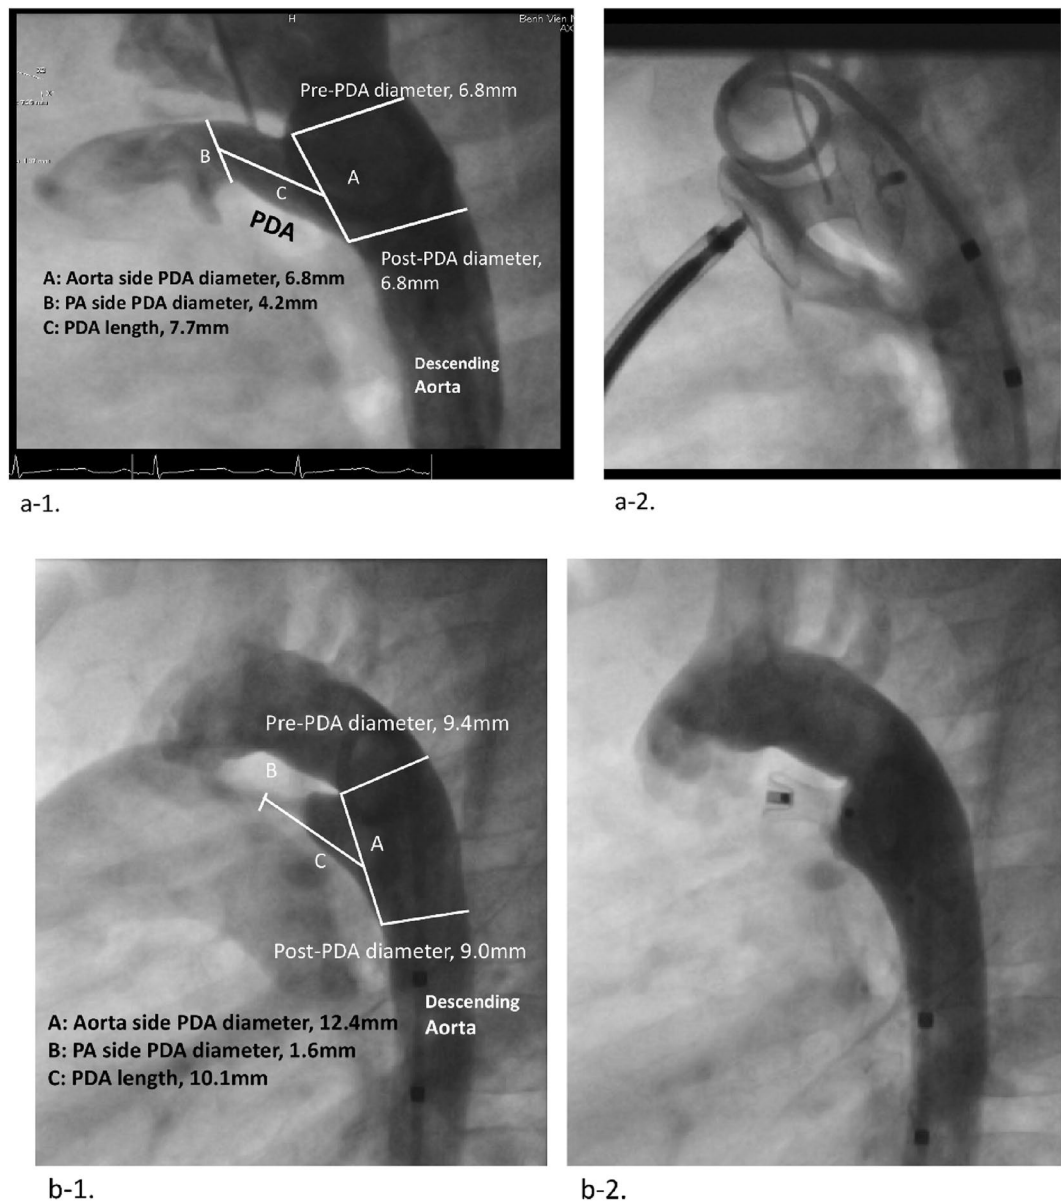 H
Benh Vien
Pre-PDA diameter, 6.8mm
B
A
C
PDA
Post-PDA diameter,
6.8mm
A: Aorta side PDA diameter, 6.8mm
B: PA side PDA diameter, 4.2mm
C: PDA length, 7.7mm
Descending
Aorta
a-1.
a-2.
Pre-PDA diameter, 9.4mm
B
A
C
Post-PDA diameter, 9.0mm
Descending
Aorta
A: Aorta side PDA diameter, 12.4mm
B: PA side PDA diameter, 1.6mm
C: PDA length, 10.1mm
b-1.
b-2.